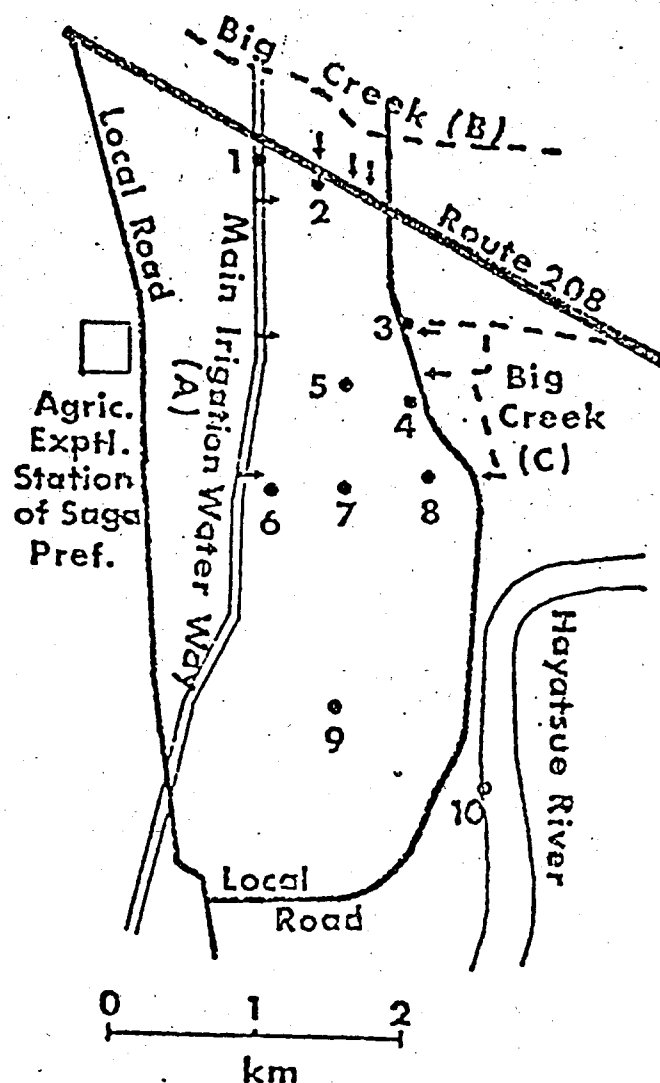 Big
Creek (B)
Local Road
1
2
Route 208
Main Irrigation Water Way
(A)
3
5
4
Big
Creek
(C)
Agric.
Exptl.
Station
of Saga
Pref.
6
7
8
Hayatsue River
9
10
Local
Road
0 1 2
km